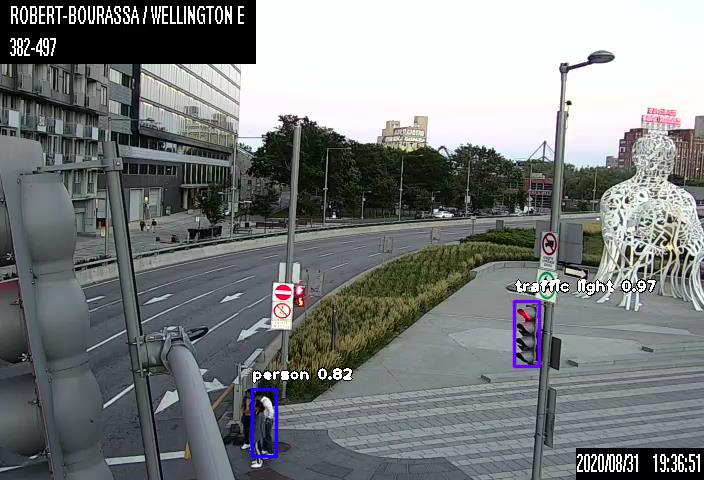 ROBERT-BOURASSA / WELLINGTON E
382-497
traffic light 0.97
person 0.82
2020/08/31 19:36:51